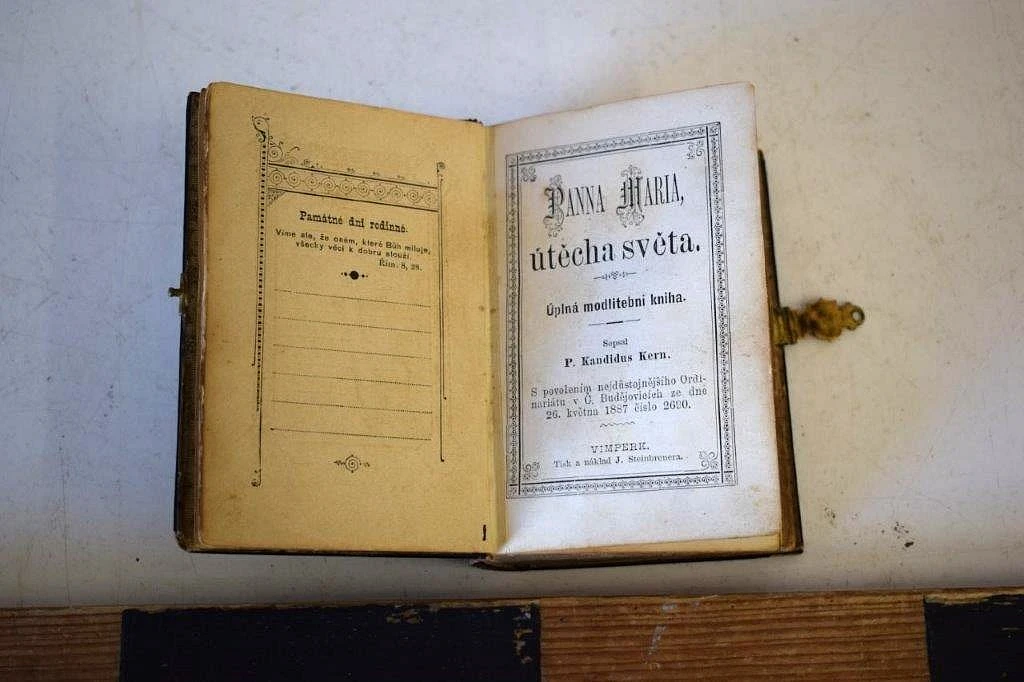 Památné dni rodinné.
Víme ale, že oněm, kteří Bůh miluje,
všecky věci k dobru slouží.
Řím. 8, 28.
PANNA MARIA,
útěcha světa.
Úplná modlitební kniha.
Sepsal
P. Kandidus Kern.
S povolením nejdůstojnějšího Ordi-
nariátu v Č. Budějovicích ze dne
26. května 1887 číslo 2690.
VIMPERK.
Tisk a náklad J. Steinbrenera.